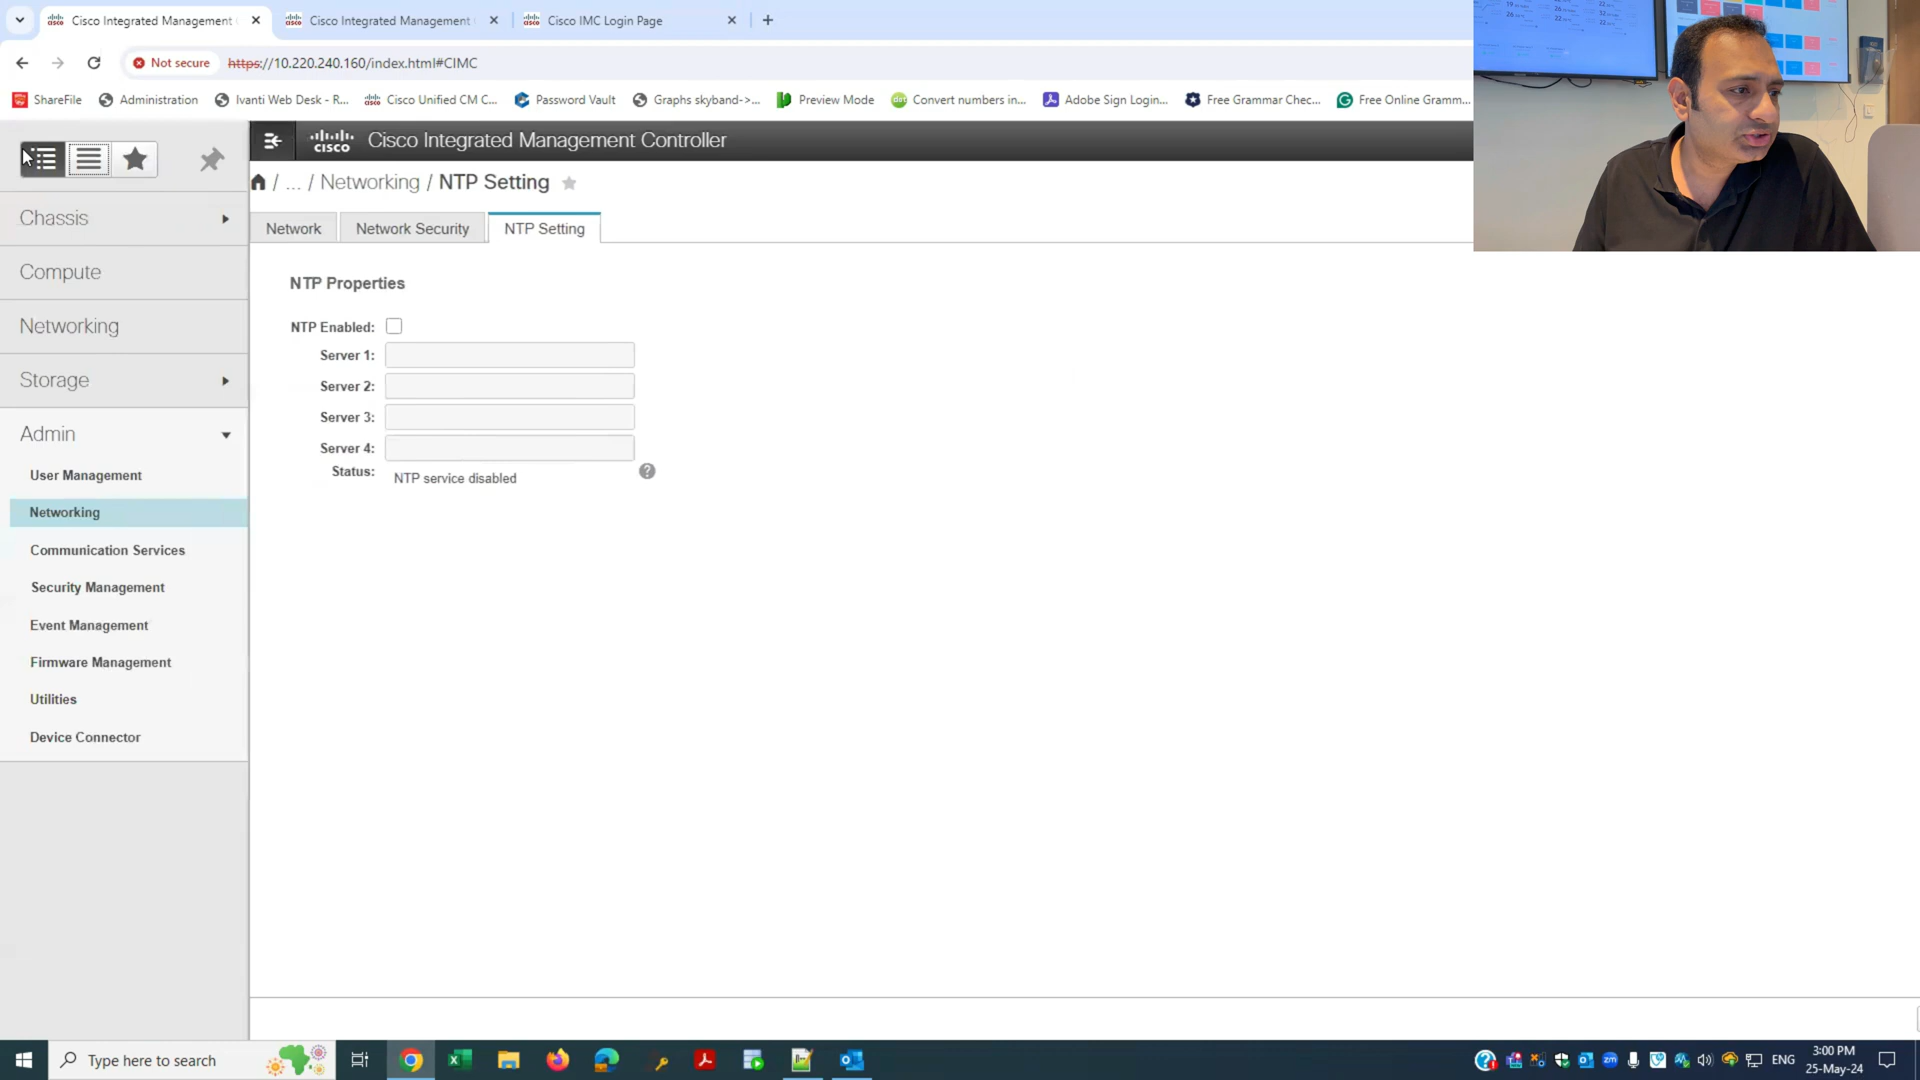 Cisco Integrated Management
Cisco Integrated Management
Cisco IMC Login Page
Not secure
https://10.220.240.160/index.html#CIMC
ShareFile
Administration
Ivanti Web Desk - R...
Cisco Unified CM C...
Password Vault
Graphs skyband->...
Preview Mode
Convert numbers in...
Adobe Sign Login...
Free Grammar Chec...
Free Online Gramm...
cisco
Cisco Integrated Management Controller
/ ... / Networking / NTP Setting
Network
Network Security
NTP Setting
Chassis
Compute
Networking
Storage
Admin
User Management
Networking
Communication Services
Security Management
Event Management
Firmware Management
Utilities
Device Connector
NTP Properties
NTP Enabled:
Server 1:
Server 2:
Server 3:
Server 4:
Status:
NTP service disabled
Type here to search
ENG
3:00 PM
25-May-24